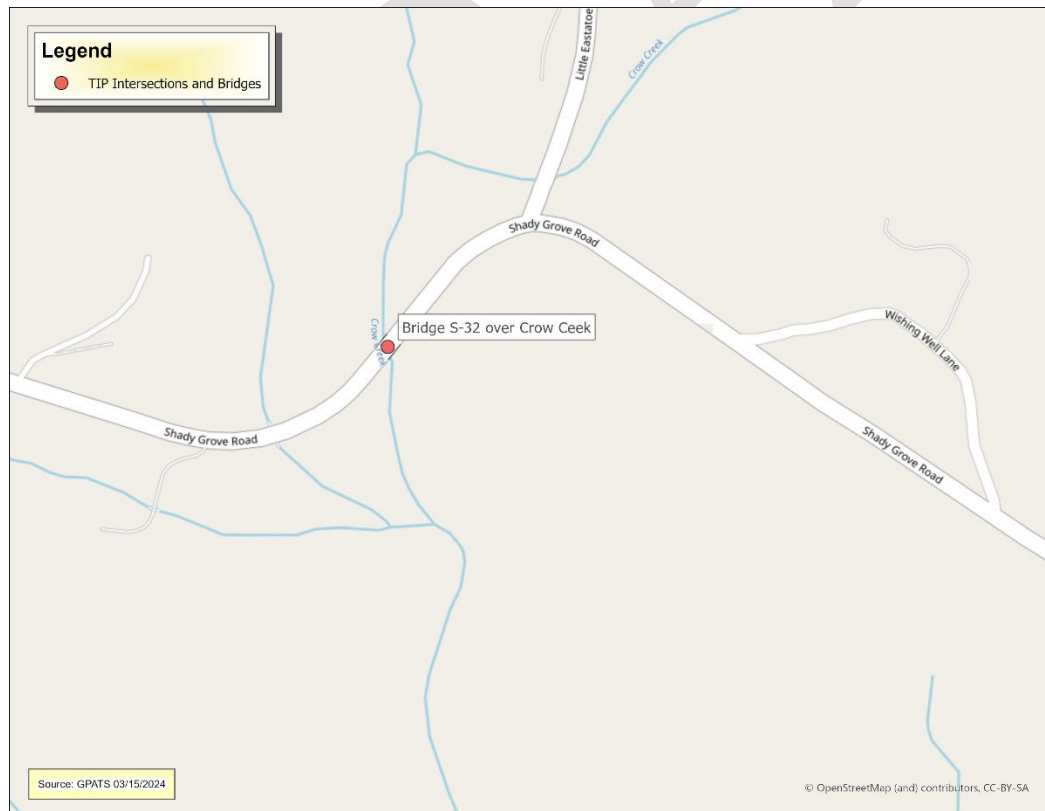 Legend
TIP Intersections and Bridges
Little Eastatoe
Crow Creek
Shady Grove Road
Bridge S-32 over Crow Ceek
Crow Creek
Wishing Well Lane
Shady Grove Road
Shady Grove Road
Source: GPATS 03/15/2024
© OpenStreetMap (and) contributors, CC-BY-SA